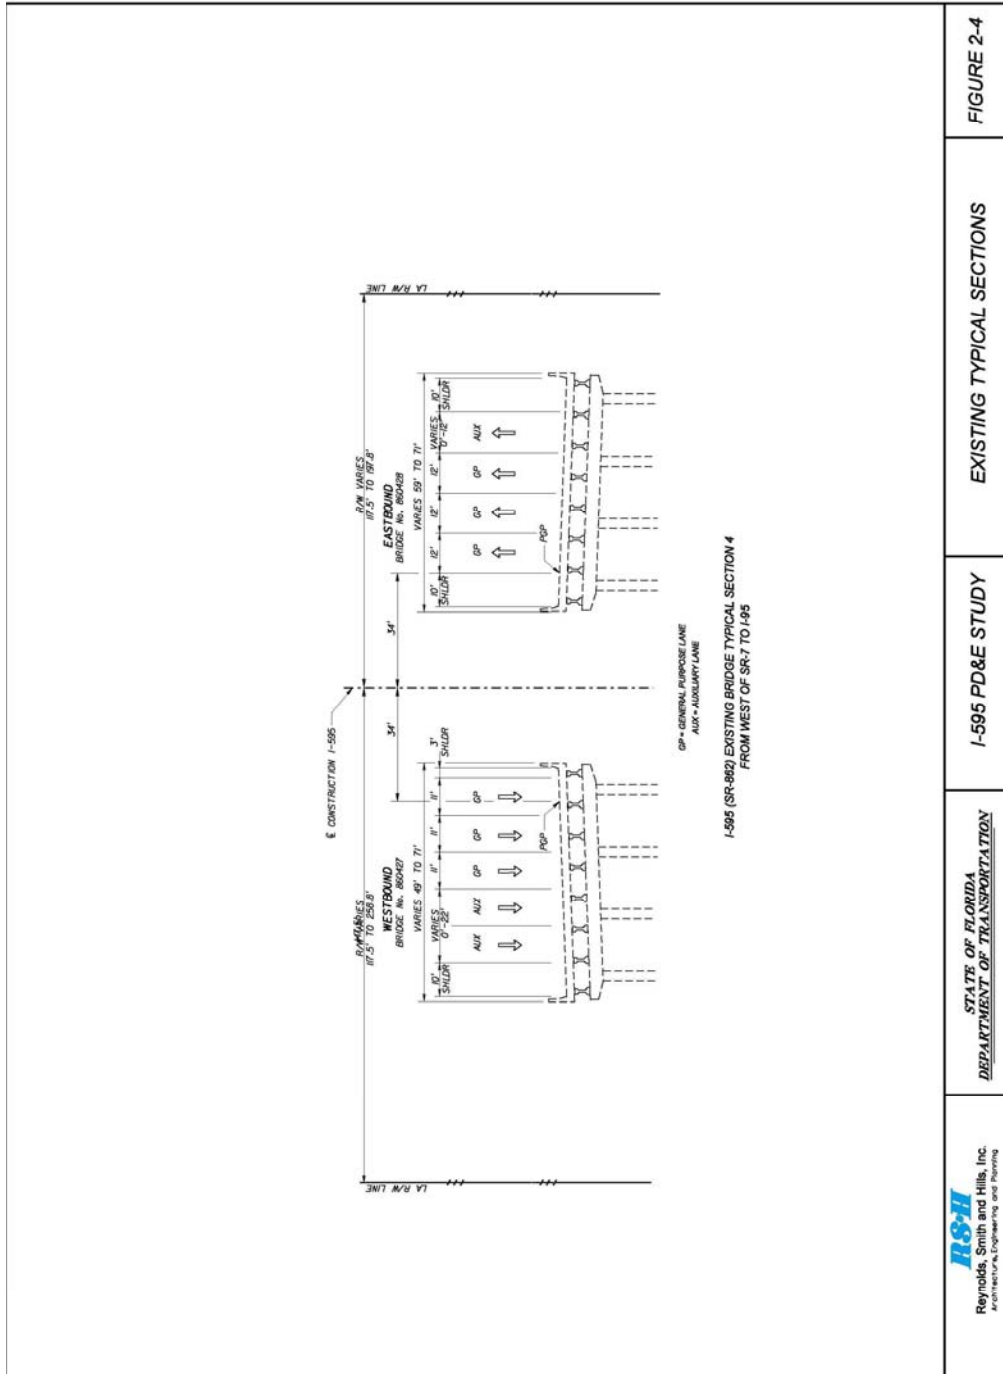 ℄ CONSTRUCTION I-595
R/W VARIES
117.5' TO 258.8'
R/W VARIES
117.5' TO 197.8'
34'
34'
WESTBOUND
BRIDGE No. 860427
VARIES 49' TO 71'
EASTBOUND
BRIDGE No. 860428
VARIES 59' TO 71'
LA R/W LINE
10'
SHLDR
VARIES
0'-22'
11'
11'
11'
3'
SHLDR
10'
SHLDR
12'
12'
12'
VARIES
0'-12'
10'
SHLDR
LA R/W LINE
AUX
AUX
GP
GP
GP
GP
GP
GP
AUX
PGP
PGP
GP = GENERAL PURPOSE LANE
AUX = AUXILIARY LANE
I-595 (SR-862) EXISTING BRIDGE TYPICAL SECTION 4
FROM WEST OF SR-7 TO I-95
RS&H
Reynolds, Smith and Hills, Inc.
Architecture, Engineering and Planning
STATE OF FLORIDA
DEPARTMENT OF TRANSPORTATION
I-595 PD&E STUDY
EXISTING TYPICAL SECTIONS
FIGURE 2-4